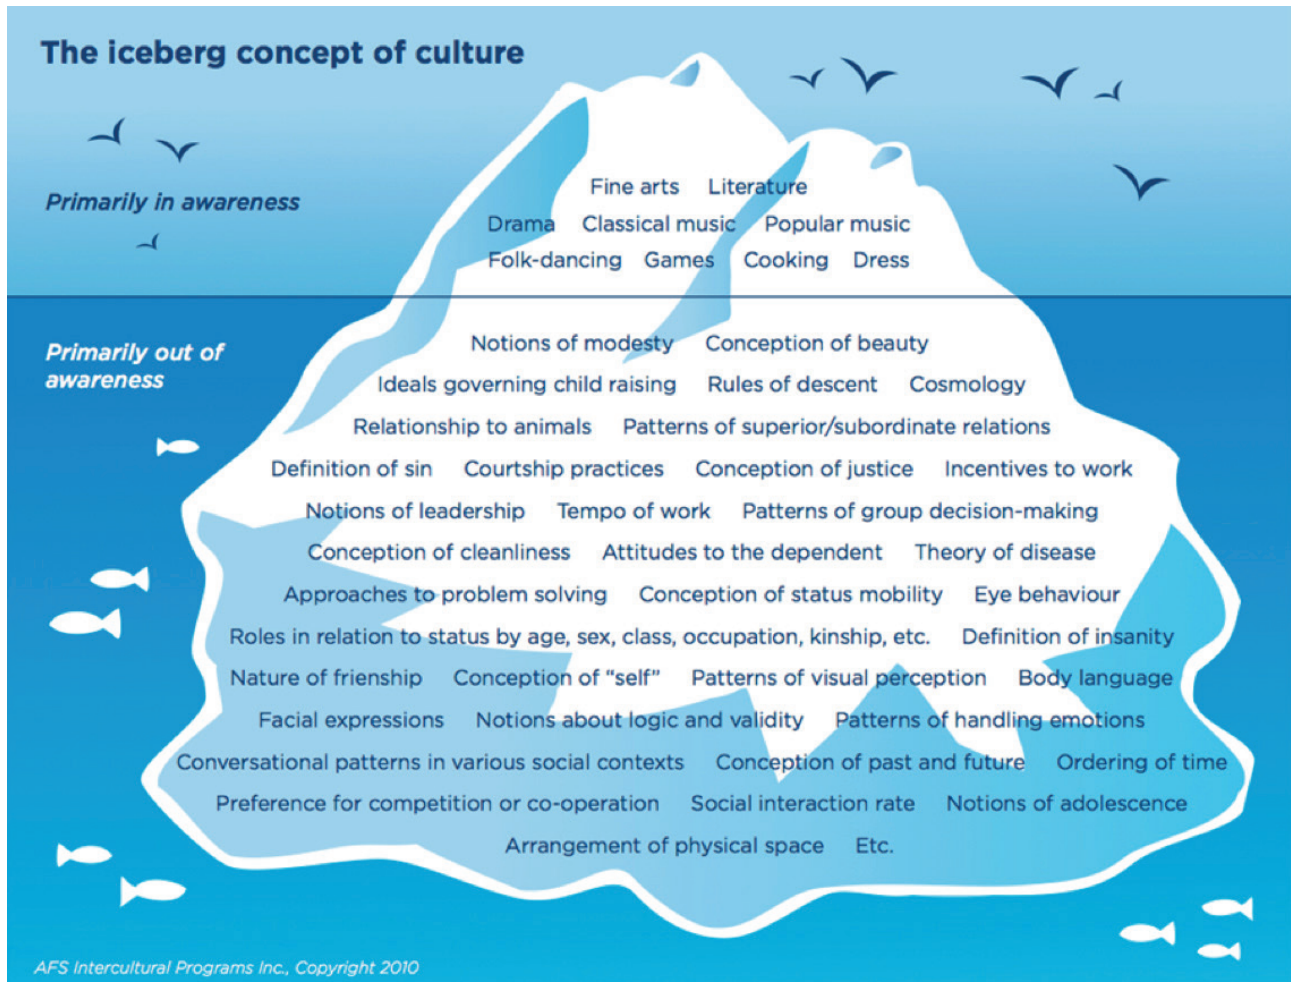 The iceberg concept of culture
Primarily in awareness
Fine arts Literature
Drama Classical music Popular music
Folk-dancing Games Cooking Dress
Primarily out of
awareness
Notions of modesty Conception of beauty
Ideals governing child raising Rules of descent Cosmology
Relationship to animals Patterns of superior/subordinate relations
Definition of sin Courtship practices Conception of justice Incentives to work
Notions of leadership Tempo of work Patterns of group decision-making
Conception of cleanliness Attitudes to the dependent Theory of disease
Approaches to problem solving Conception of status mobility Eye behaviour
Roles in relation to status by age, sex, class, occupation, kinship, etc. Definition of insanity
Nature of frienship Conception of “self” Patterns of visual perception Body language
Facial expressions Notions about logic and validity Patterns of handling emotions
Conversational patterns in various social contexts Conception of past and future Ordering of time
Preference for competition or co-operation Social interaction rate Notions of adolescence
Arrangement of physical space Etc.
AFS Intercultural Programs Inc., Copyright 2010